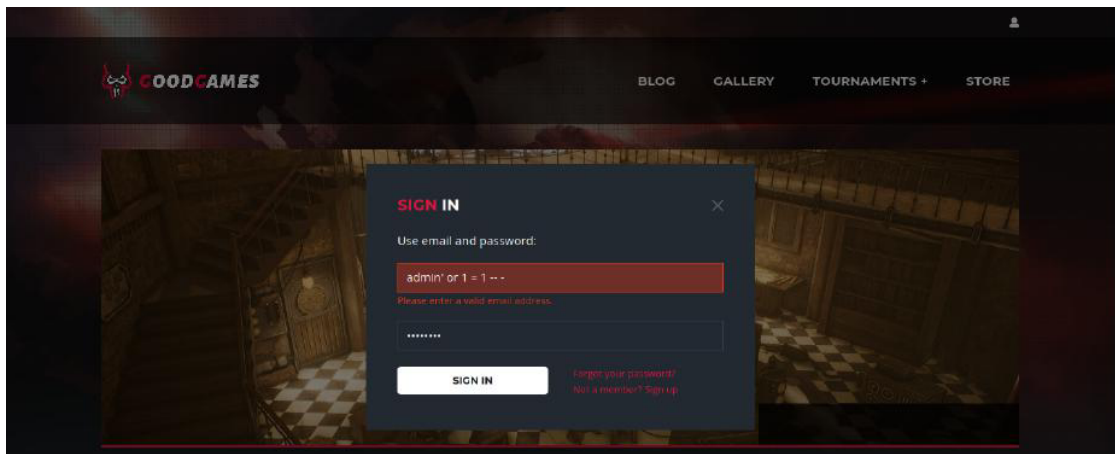 GOODGAMES
BLOG GALLERY TOURNAMENTS + STORE
SIGN IN
Use email and password:
admin' or 1 = 1 -- -
Please enter a valid email address.
••••••••
SIGN IN
Forgot your password?
Not a member? Sign up